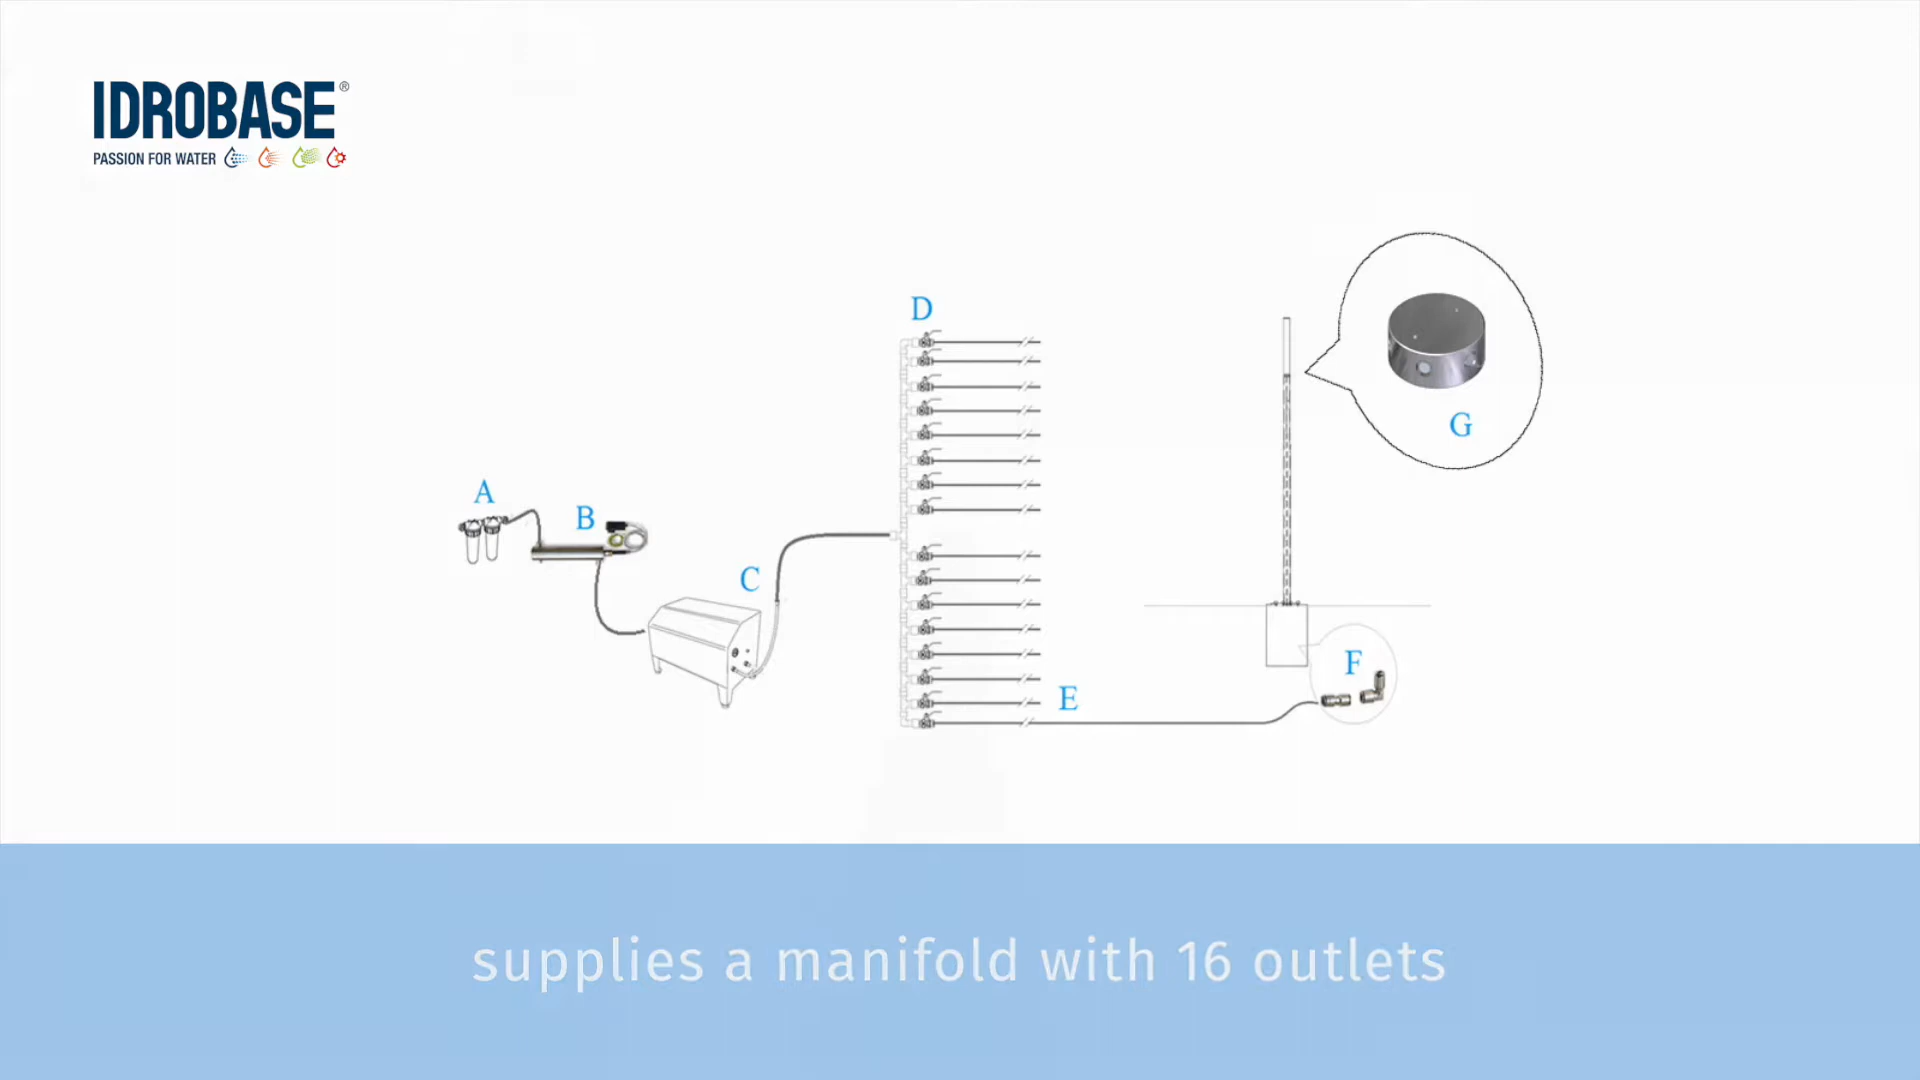 IDROBASE®
PASSION FOR WATER
D
G
A
B
C
F
E
supplies a manifold with 16 outlets